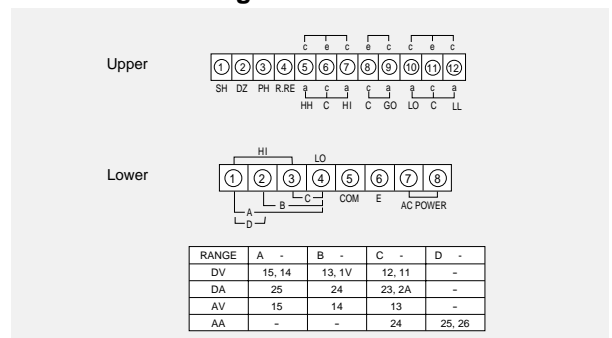 c e c e c c e c
Upper
1 2 3 4 5 6 7 8 9 10 11 12
SH DZ PH R.RE a c a c a a c a
HH C HI C GO LO C LL
HI LO
Lower
1 2 3 4 5 6 7 8
C COM E AC POWER
B
A
D
RANGE A - B - C - D -
DV 15, 14 13, 1V 12, 11 -
DA 25 24 23, 2A -
AV 15 14 13 -
AA - - 24 25, 26